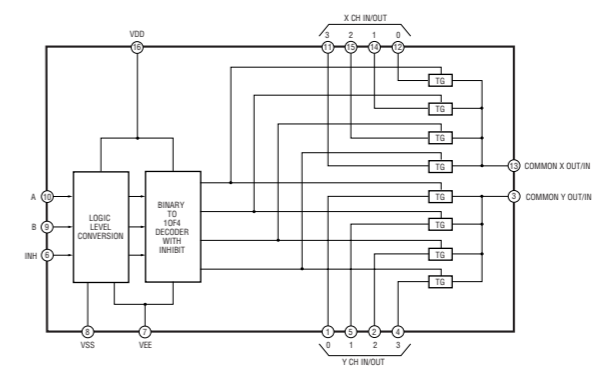 X CH IN/OUT
VDD 3 2 1 0
16 11 15 14 12
TG
TG
TG
TG
13 COMMON X OUT/IN
A 10
TG
3 COMMON Y OUT/IN
B 9
LOGIC
LEVEL
CONVERSION
BINARY
TO
1OF4
DECODER
WITH
INHIBIT
TG
INH 6
TG
TG
8 7 1 5 2 4
VSS VEE 0 1 2 3
Y CH IN/OUT